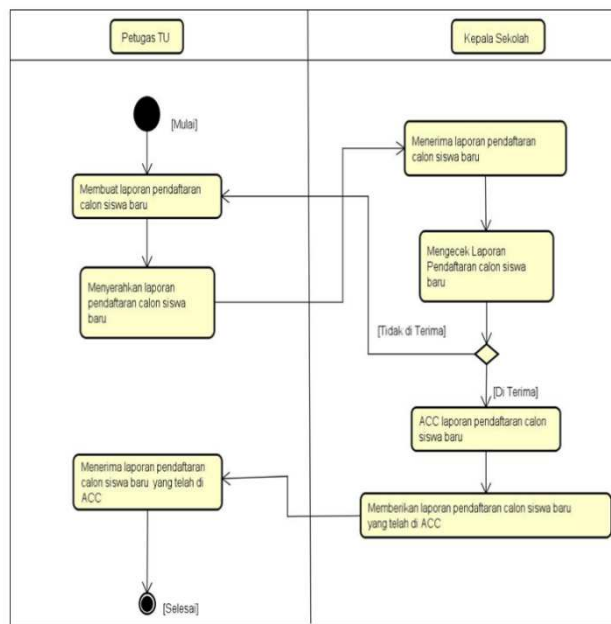 Petugas TU
Kepala Sekolah
[Mulai]
Membuat laporan pendaftaran
calon siswa baru
Menyerahkan laporan
pendaftaran calon siswa
baru
Menerima laporan pendaftaran
calon siswa baru
Mengecek Laporan
Pendaftaran calon siswa
baru
[Tidak di Terima]
[Di Terima]
ACC laporan pendaftaran calon
siswa baru
Memberikan laporan pendaftaran calon siswa baru
yang telah di ACC
Menerima laporan pendaftaran
calon siswa baru yang telah di
ACC
[Selesai]